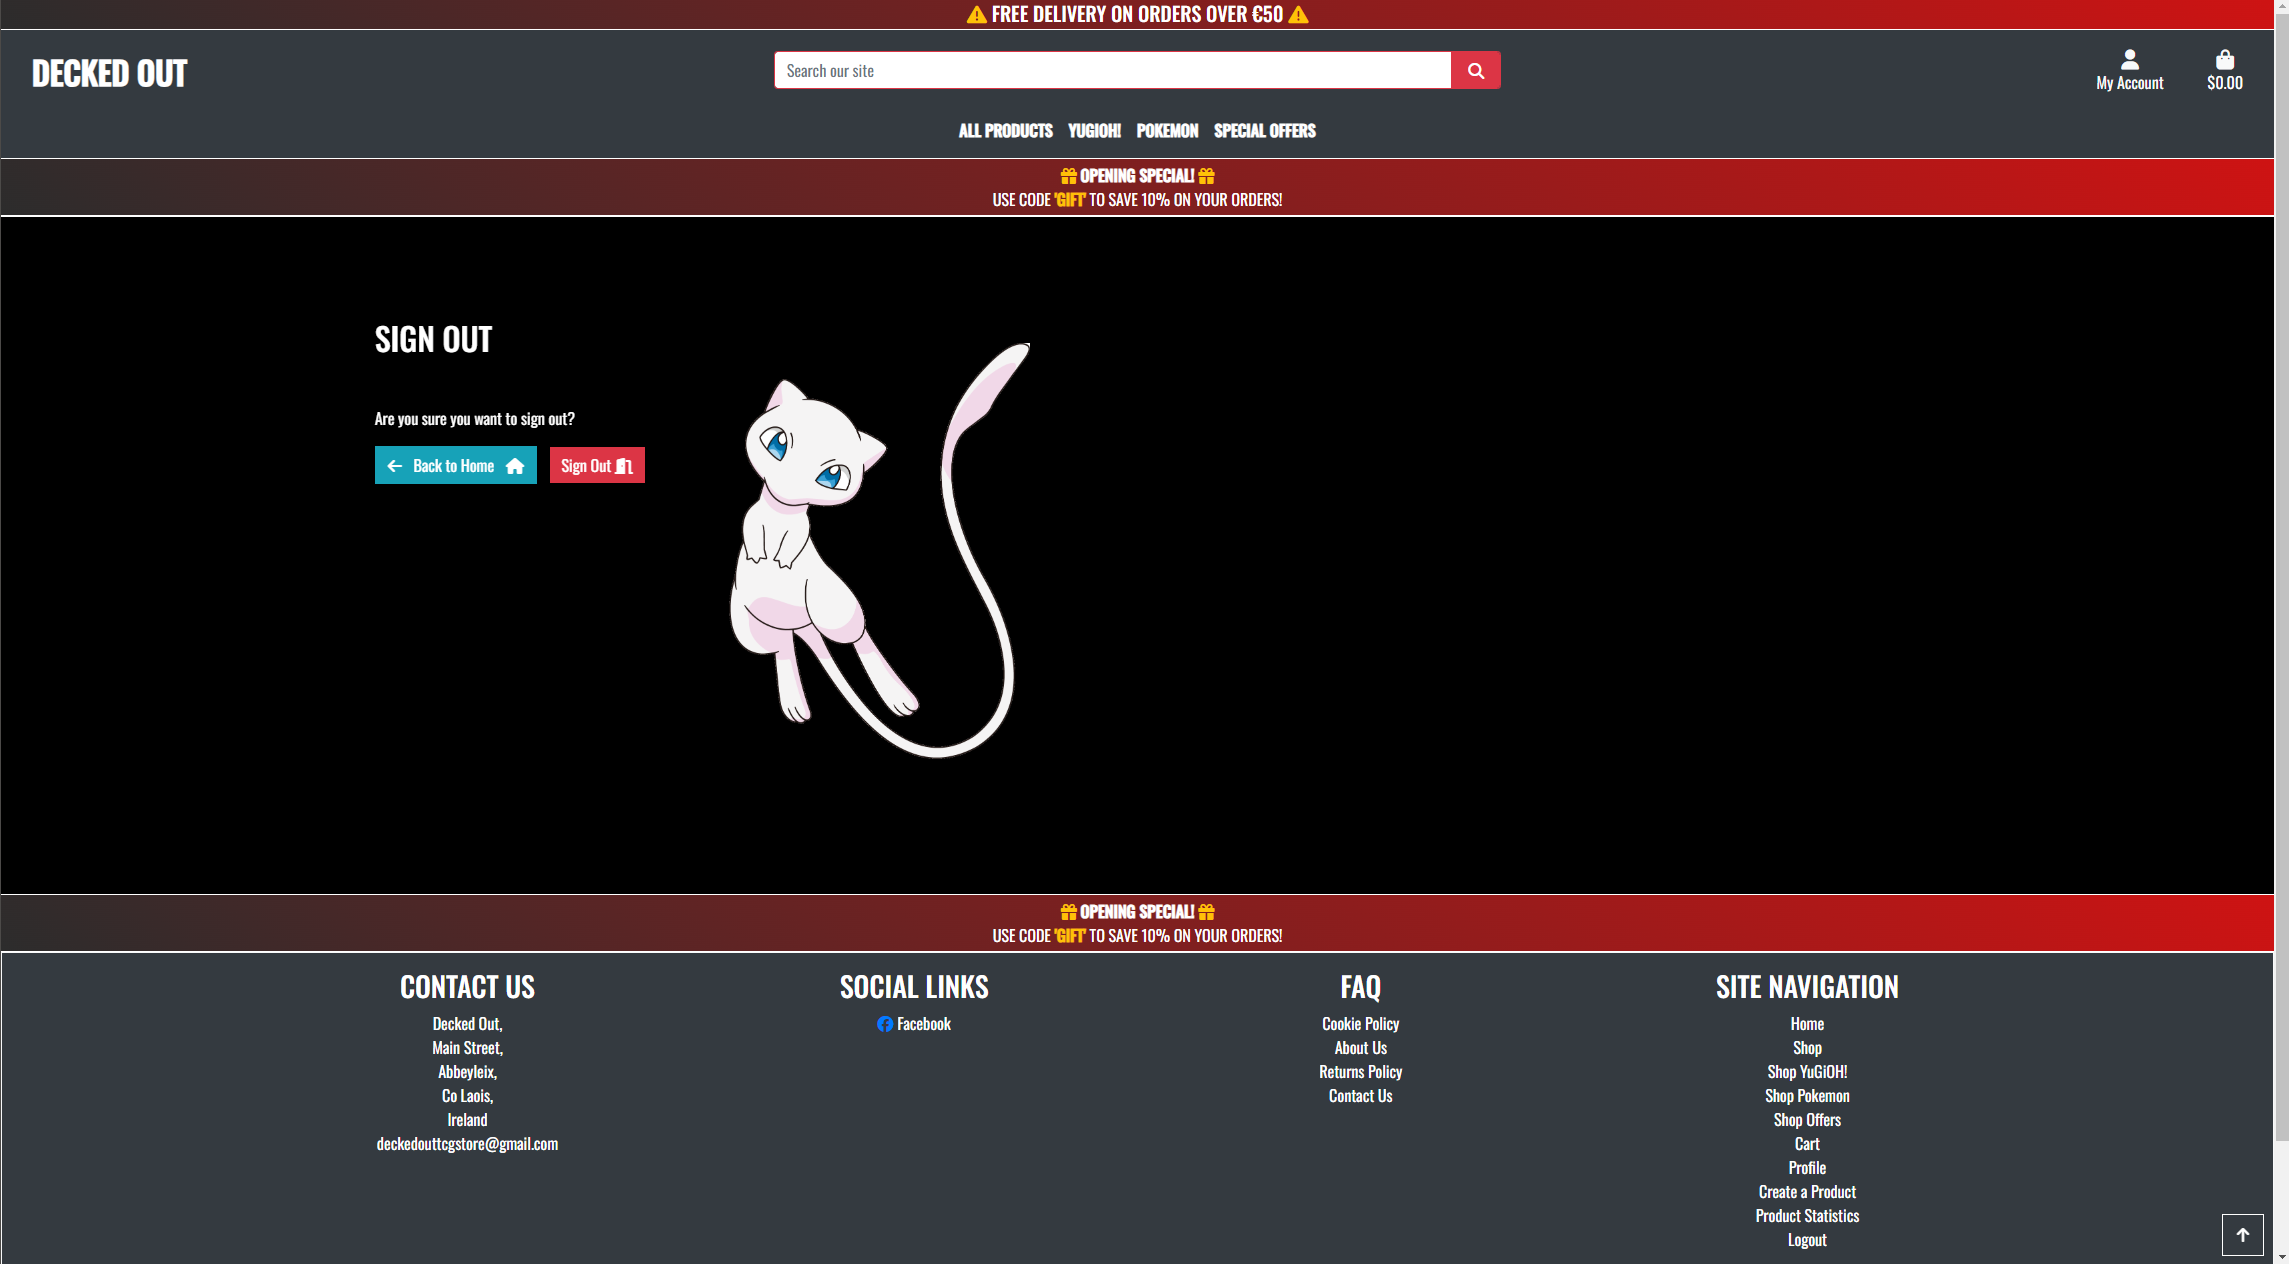 FREE DELIVERY ON ORDERS OVER €50
DECKED OUT
Search our site
My Account
$0.00
ALL PRODUCTS YUGIOH! POKEMON SPECIAL OFFERS
OPENING SPECIAL!
USE CODE 'GIFT' TO SAVE 10% ON YOUR ORDERS!
SIGN OUT
Are you sure you want to sign out?
Back to Home
Sign Out
OPENING SPECIAL!
USE CODE 'GIFT' TO SAVE 10% ON YOUR ORDERS!
CONTACT US
Decked Out,
Main Street,
Abbeyleix,
Co Laois,
Ireland
deckedouttcgstore@gmail.com
SOCIAL LINKS
Facebook
FAQ
Cookie Policy
About Us
Returns Policy
Contact Us
SITE NAVIGATION
Home
Shop
Shop YuGiOH!
Shop Pokemon
Shop Offers
Cart
Profile
Create a Product
Product Statistics
Logout